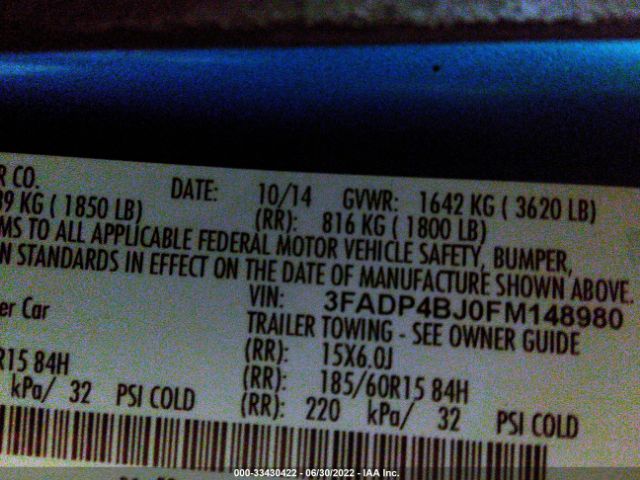 R CO.
DATE: 10/14 GVWR: 1642 KG ( 3620 LB)
39 KG ( 1850 LB) (RR): 816 KG ( 1800 LB)
MS TO ALL APPLICABLE FEDERAL MOTOR VEHICLE SAFETY, BUMPER,
N STANDARDS IN EFFECT ON THE DATE OF MANUFACTURE SHOWN ABOVE.
VIN: 3FADP4BJ0FM148980
er Car TRAILER TOWING - SEE OWNER GUIDE
(RR): 15X6.0J
R15 84H (RR): 185/60R15 84H
kPa/ 32 PSI COLD (RR): 220 kPa/ 32 PSI COLD
000-33430422 - 06/30/2022 - IAA Inc.